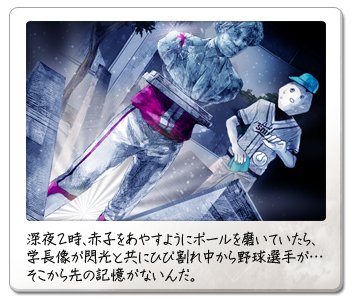 深夜2時、赤子をあやすようにボールを磨いていたら、
学長像が閃光と共にひび割れ中から野球選手が…
そこから先の記憶がないんだ。